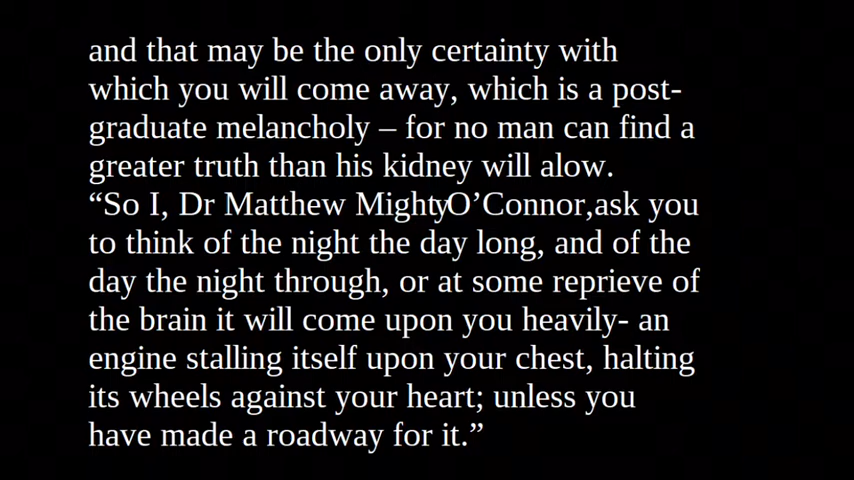 and that may be the only certainty with
which you will come away, which is a post-
graduate melancholy – for no man can find a
greater truth than his kidney will alow.
“So I, Dr Matthew MightyO’Connor,ask you
to think of the night the day long, and of the
day the night through, or at some reprieve of
the brain it will come upon you heavily- an
engine stalling itself upon your chest, halting
its wheels against your heart; unless you
have made a roadway for it.”